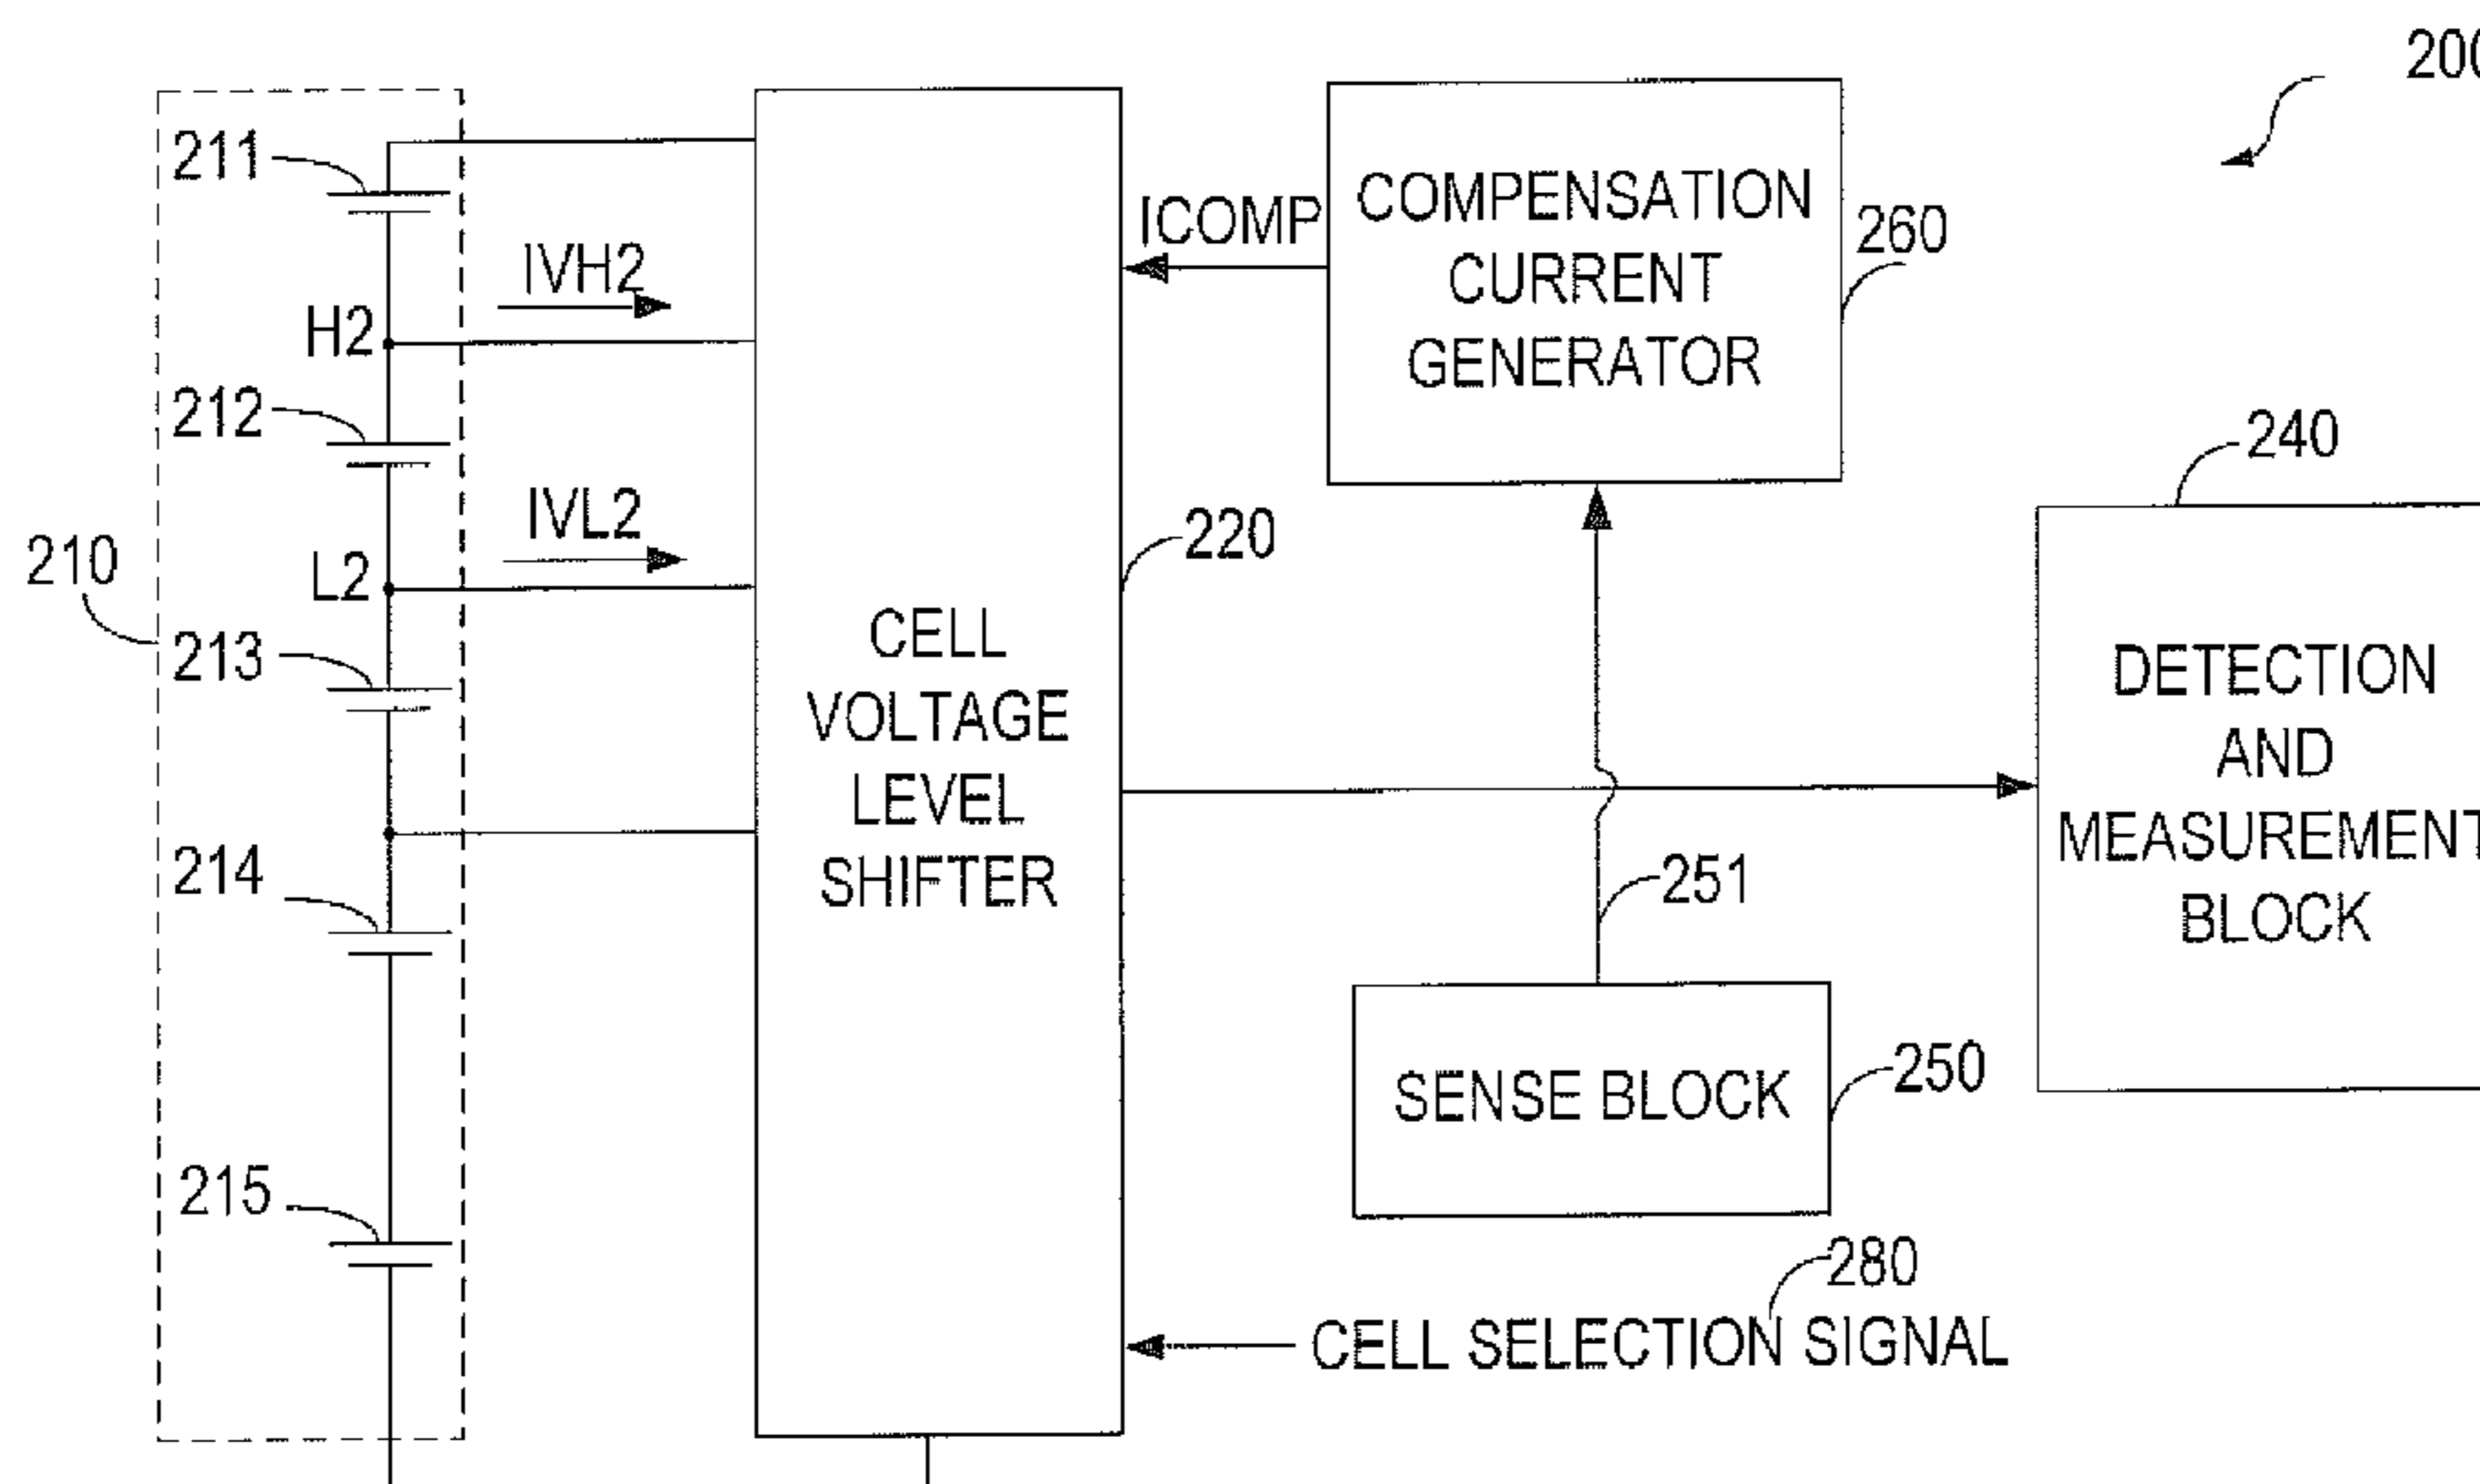 200
211
ICOMP
COMPENSATION
CURRENT
GENERATOR
260
IVH2
H2
212
240
IVL2
220
210
L2
213
CELL
VOLTAGE
LEVEL
SHIFTER
DETECTION
AND
MEASUREMENT
BLOCK
214
251
SENSE BLOCK
250
215
280
CELL SELECTION SIGNAL